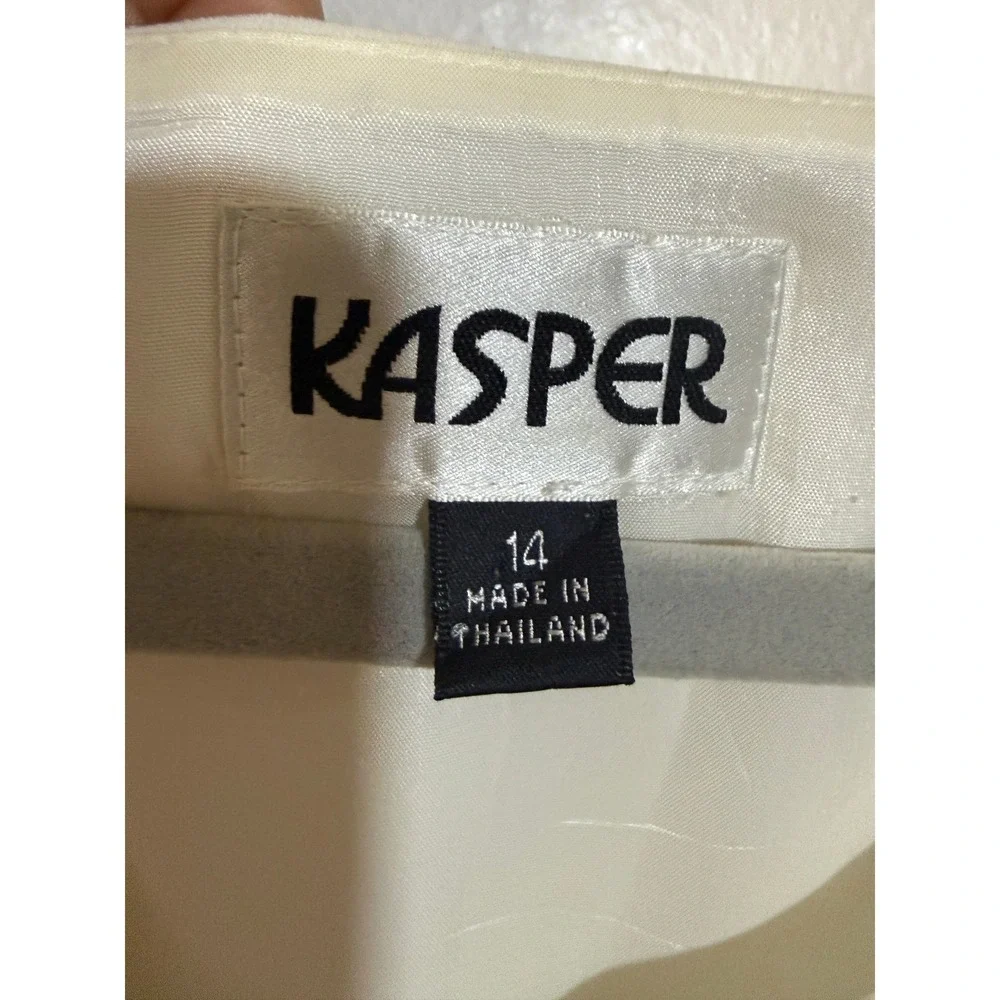 KASPER
14
MADE IN
THAILAND